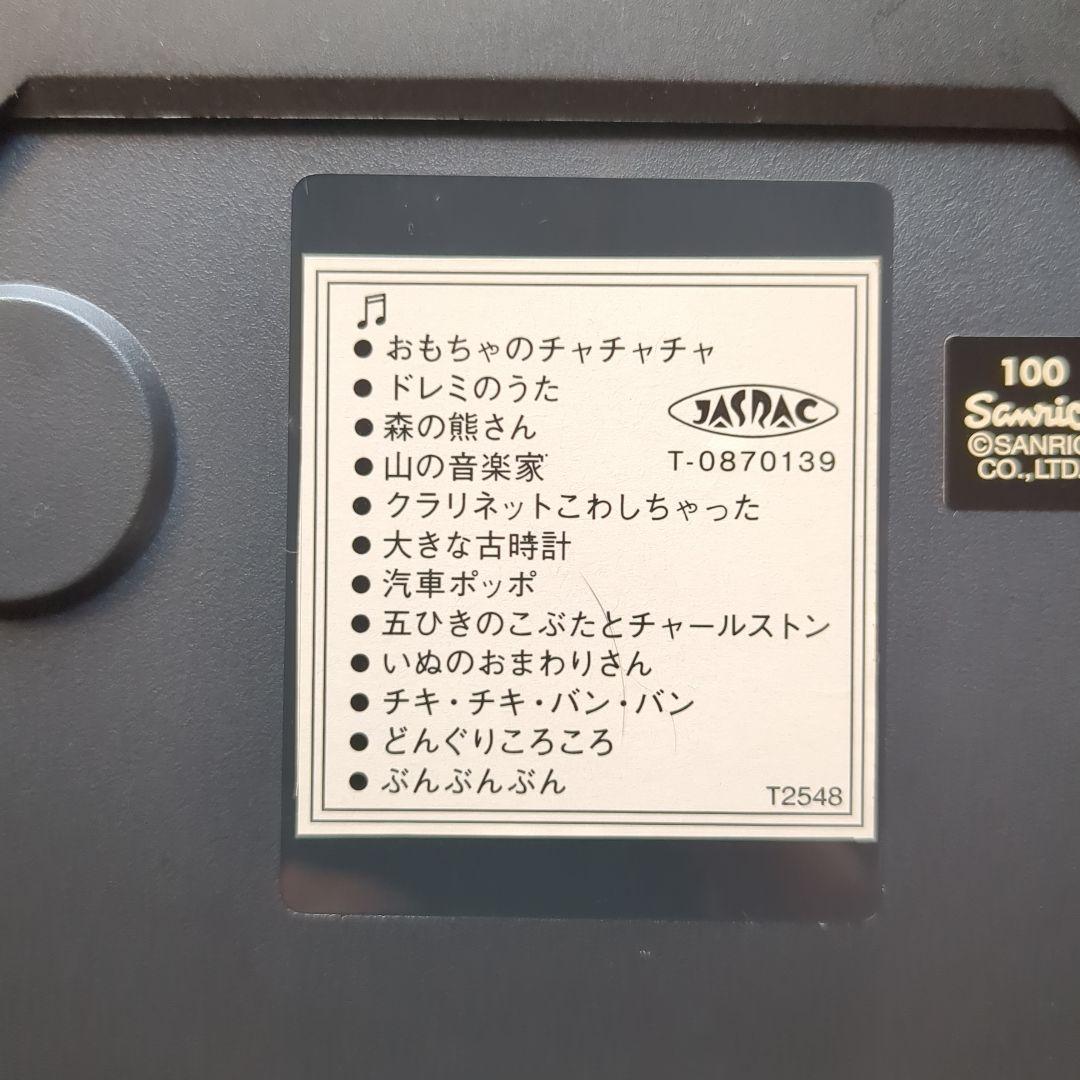 ● おもちゃのチャチャチャ
● ドレミのうた
● 森の熊さん
● 山の音楽家
● クラリネットこわしちゃった
● 大きな古時計
● 汽車ポッポ
● 五ひきのこぶたとチャールストン
● いぬのおまわりさん
● チキ・チキ・バン・バン
● どんぐりころころ
● ぶんぶんぶん
JASRAC
T-0870139
T2548
100
Sanrio
©SANRIO
CO.,LTD.